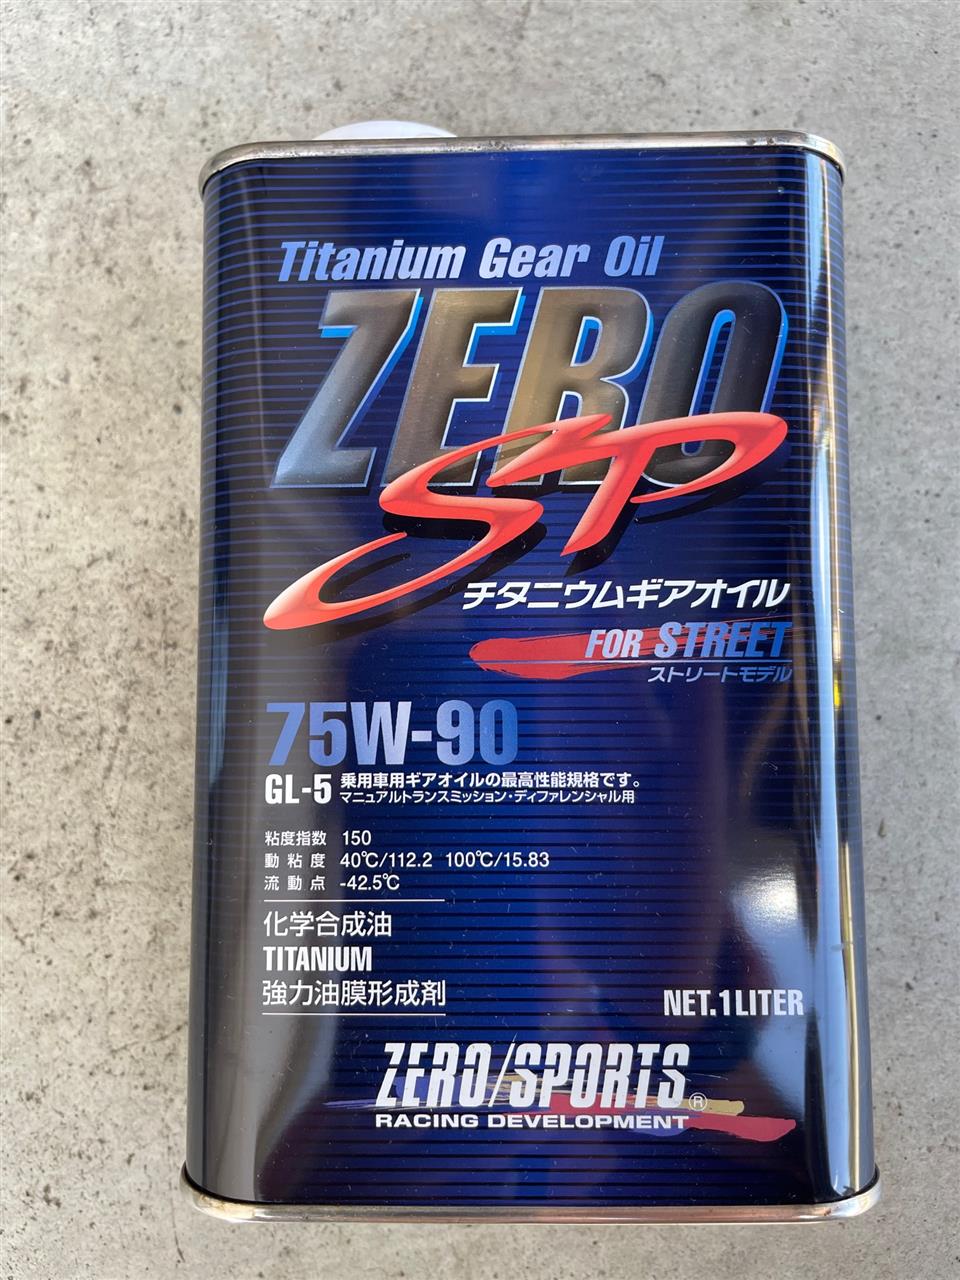 Titanium Gear Oil
ZERO
SP
チタニウムギアオイル
FOR STREET
ストリートモデル
75W-90
GL-5 乗用車用ギアオイルの最高性能規格です。
マニュアルトランスミッション・ディファレンシャル用
粘度指数 150
動粘度 40℃/112.2 100℃/15.83
流動点 -42.5℃
化学合成油
TITANIUM
強力油膜形成剤
NET.1LITER
ZERO/SPORTS®
RACING DEVELOPMENT